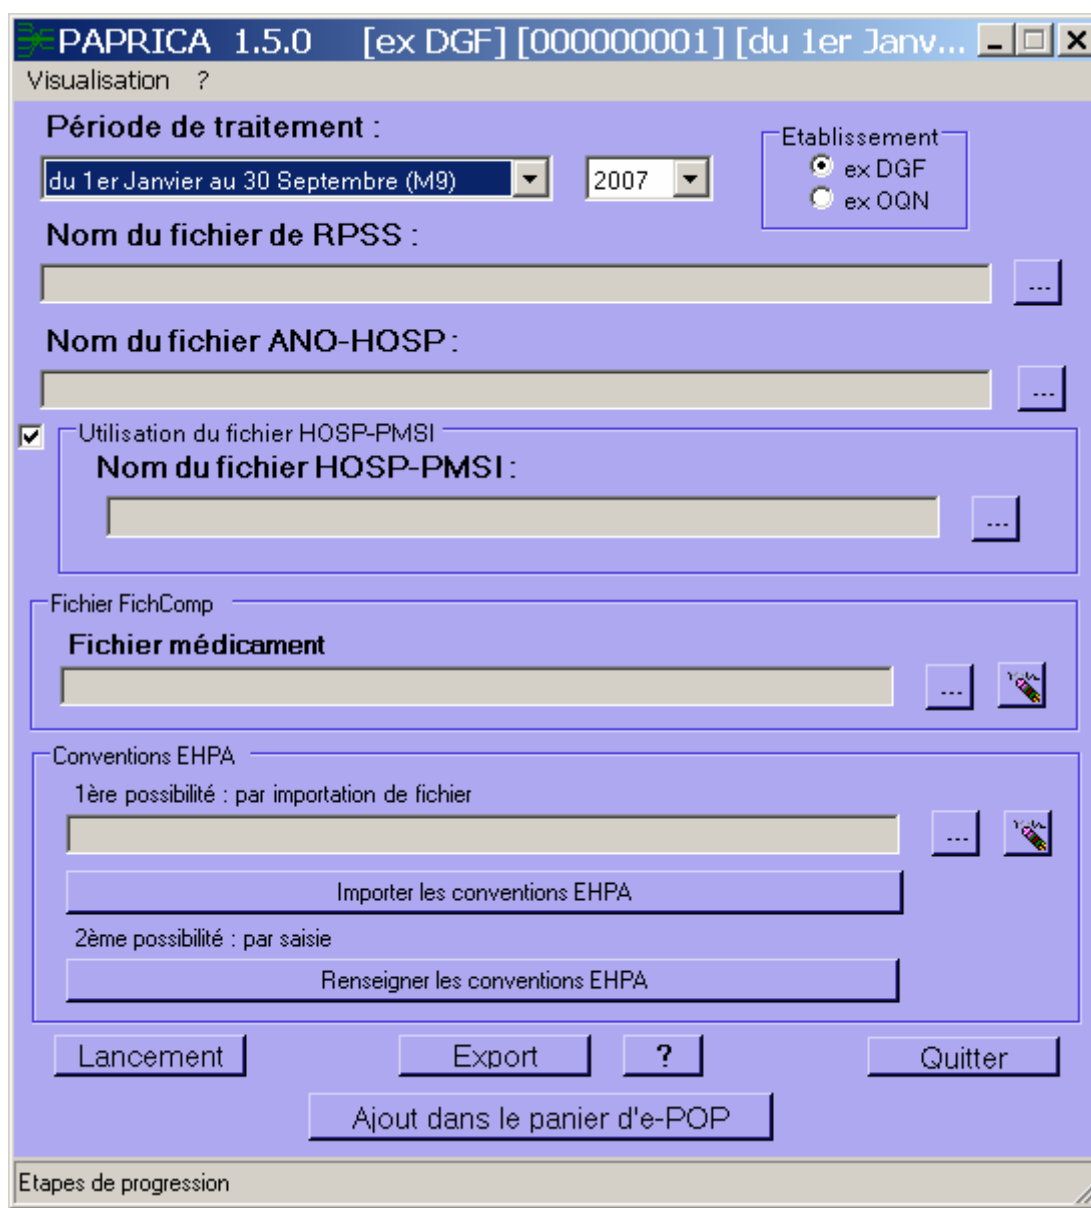 PAPRICA 1.5.0 [ex DGF] [000000001] [du 1er Janv...
Visualisation ?
Période de traitement :
Etablissement
du 1er Janvier au 30 Septembre (M9)
2007
ex DGF
ex OQN
Nom du fichier de RPSS :
...
Nom du fichier ANO-HOSP :
...
Utilisation du fichier HOSP-PMSI
Nom du fichier HOSP-PMSI :
...
Fichier FichComp
Fichier médicament
...
Conventions EHPA
1ère possibilité : par importation de fichier
...
Importer les conventions EHPA
2ème possibilité : par saisie
Renseigner les conventions EHPA
Lancement Export ? Quitter
Ajout dans le panier d'e-POP
Etapes de progression